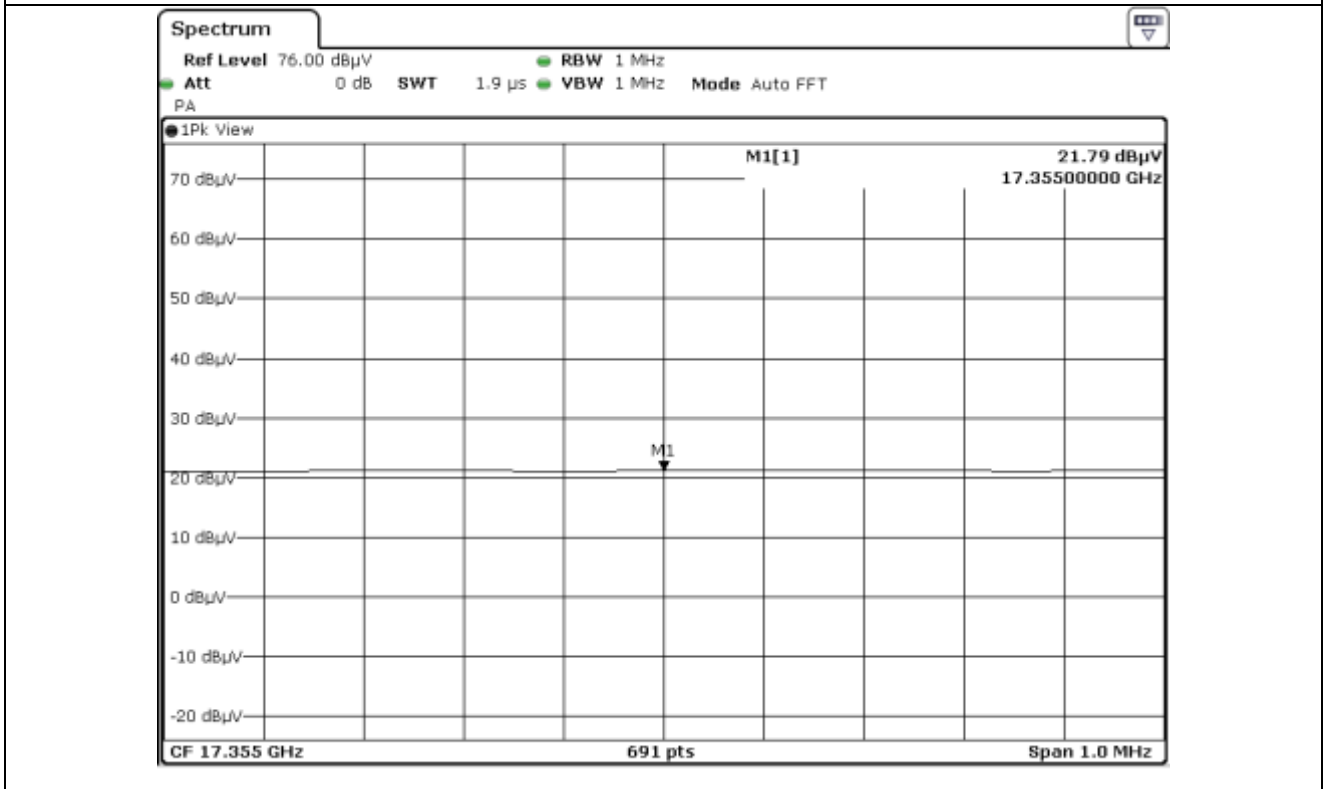 Spectrum
Ref Level 76.00 dBµV RBW 1 MHz
Att 0 dB SWT 1.9 µs VBW 1 MHz Mode Auto FFT
PA
1Pk View
M1[1] 21.79 dBµV
17.35500000 GHz
70 dBµV
60 dBµV
50 dBµV
40 dBµV
30 dBµV
M1
20 dBµV
10 dBµV
0 dBµV
-10 dBµV
-20 dBµV
CF 17.355 GHz 691 pts Span 1.0 MHz